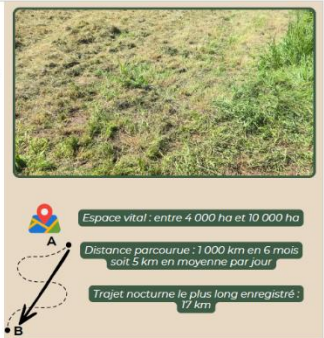 Espace vital : entre 4 000 ha et 10 000 ha
A
Distance parcourue : 1 000 km en 6 mois
soit 5 km en moyenne par jour
Trajet nocturne le plus long enregistré :
17 km
B